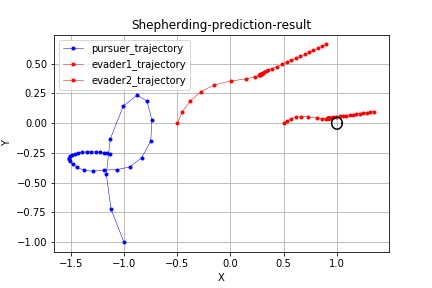 Shepherding-prediction-result
pursuer_trajectory
evader1_trajectory
evader2_trajectory
Y
0.50
0.25
0.00
−0.25
−0.50
−0.75
−1.00
−1.5
−1.0
−0.5
0.0
0.5
1.0
X